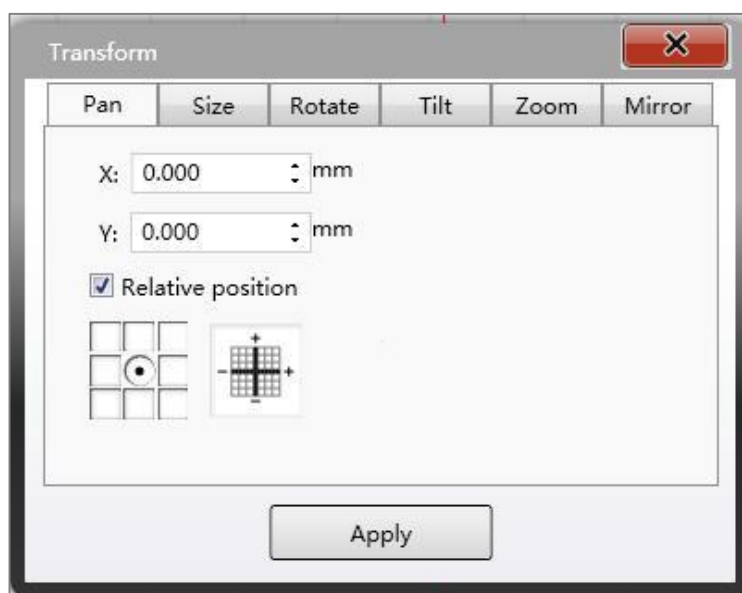 Transform
Pan Size Rotate Tilt Zoom Mirror
X: 0.000 mm
Y: 0.000 mm
Relative position
+
- +
-
Apply